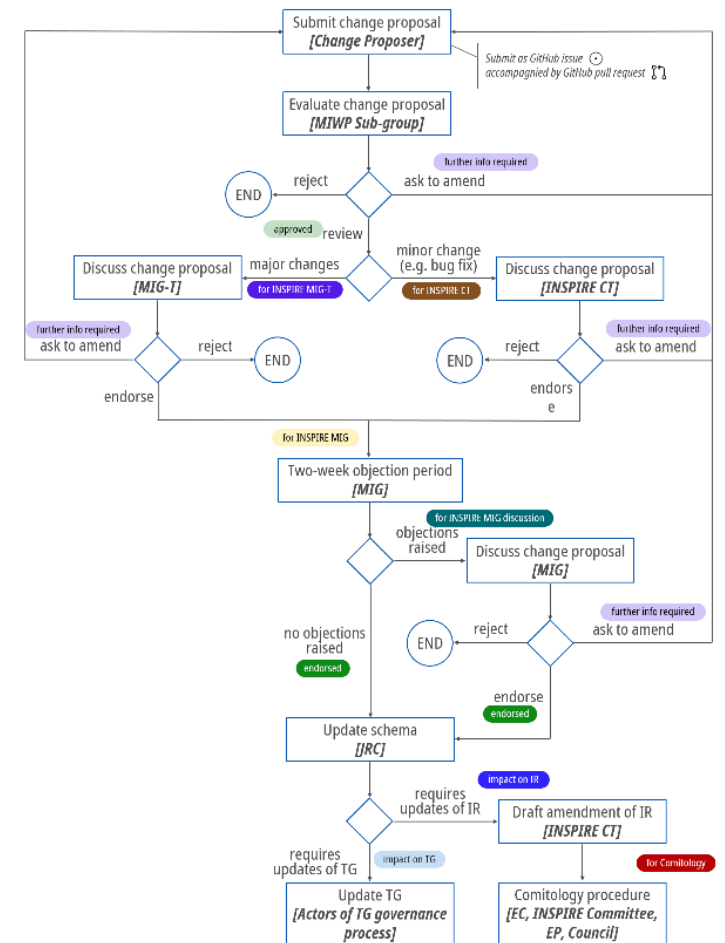 Submit change proposal
[Change Proposer]
Submit as GitHub issue
accompagnied by GitHub pull request
Evaluate change proposal
[MIWP Sub-group]
further info required
reject
ask to amend
END
approved
review
major changes
minor change
(e.g. bug fix)
Discuss change proposal
[MIG-T]
for INSPIRE MIG-T
for INSPIRE CT
Discuss change proposal
[INSPIRE CT]
further info required
ask to amend
reject
END
END
reject
further info required
ask to amend
endorse
endors
e
for INSPIRE MIG
Two-week objection period
[MIG]
for INSPIRE MIG discussion
objections
raised
Discuss change proposal
[MIG]
no objections
raised
endorsed
END
reject
further info required
ask to amend
endorse
endorsed
Update schema
[JRC]
impact on IR
requires
updates of IR
Draft amendment of IR
[INSPIRE CT]
requires
updates of TG
impact on TG
for Comitology
Update TG
[Actors of TG governance
process]
Comitology procedure
[EC, INSPIRE Committee,
EP, Council]